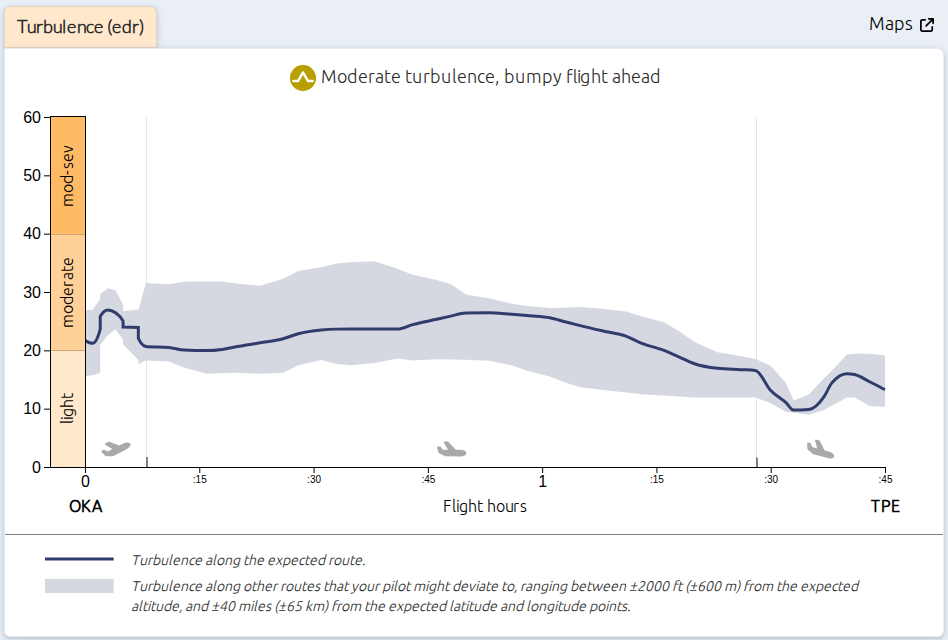 Turbulence (edr)
Maps
Moderate turbulence, bumpy flight ahead
60
50
40
30
20
10
0
mod-sev
moderate
light
0 :15 :30 :45 1 :15 :30 :45
OKA Flight hours TPE
Turbulence along the expected route.
Turbulence along other routes that your pilot might deviate to, ranging between ±2000 ft (±600 m) from the expected
altitude, and ±40 miles (±65 km) from the expected latitude and longitude points.